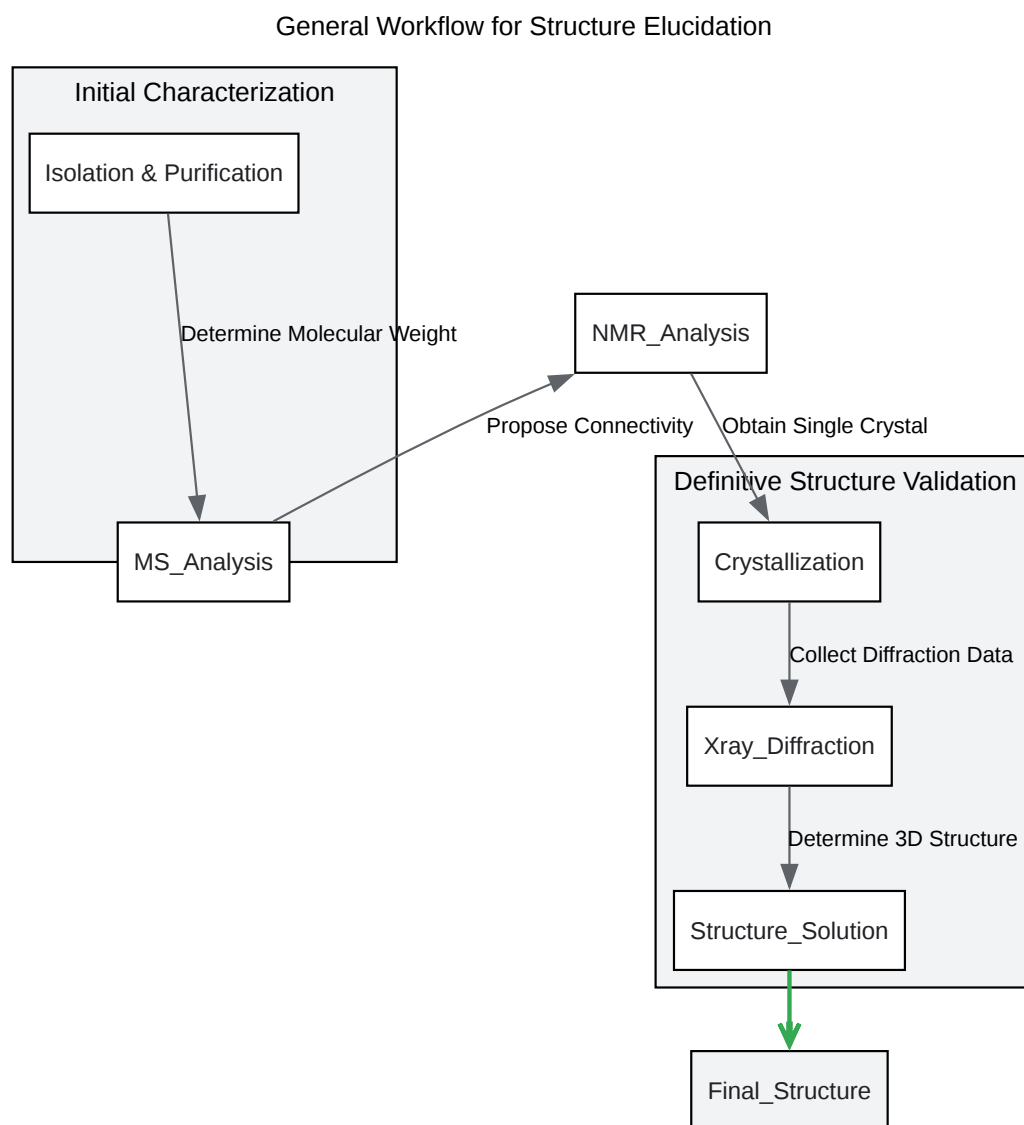 General Workflow for Structure Elucidation
Initial Characterization
Isolation & Purification
Determine Molecular Weight
NMR_Analysis
Propose Connectivity
Obtain Single Crystal
Definitive Structure Validation
MS_Analysis
Crystallization
Collect Diffraction Data
Xray_Diffraction
Determine 3D Structure
Structure_Solution
Final_Structure